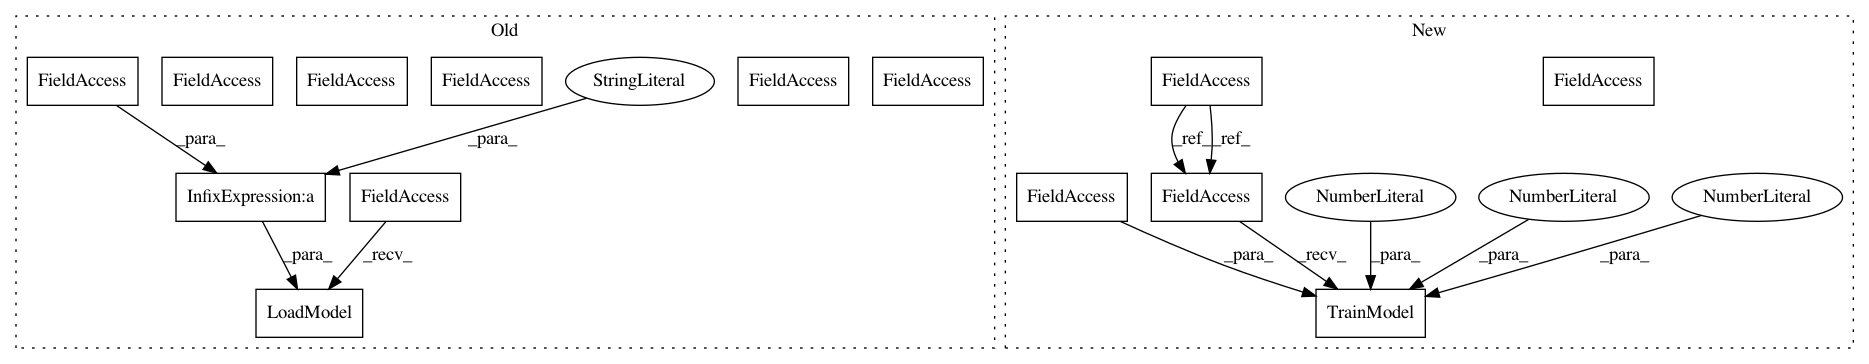 Old
New
FieldAccess FieldAccess FieldAccess FieldAccess StringLiteral FieldAccess FieldAccess FieldAccess FieldAccess
_para_ _para_ _ref_ _ref_
InfixExpression:a FieldAccess FieldAccess FieldAccess NumberLiteral NumberLiteral NumberLiteral
_para_ _recv_ _para_ _recv_ _para_ _para_ _para_
LoadModel TrainModel